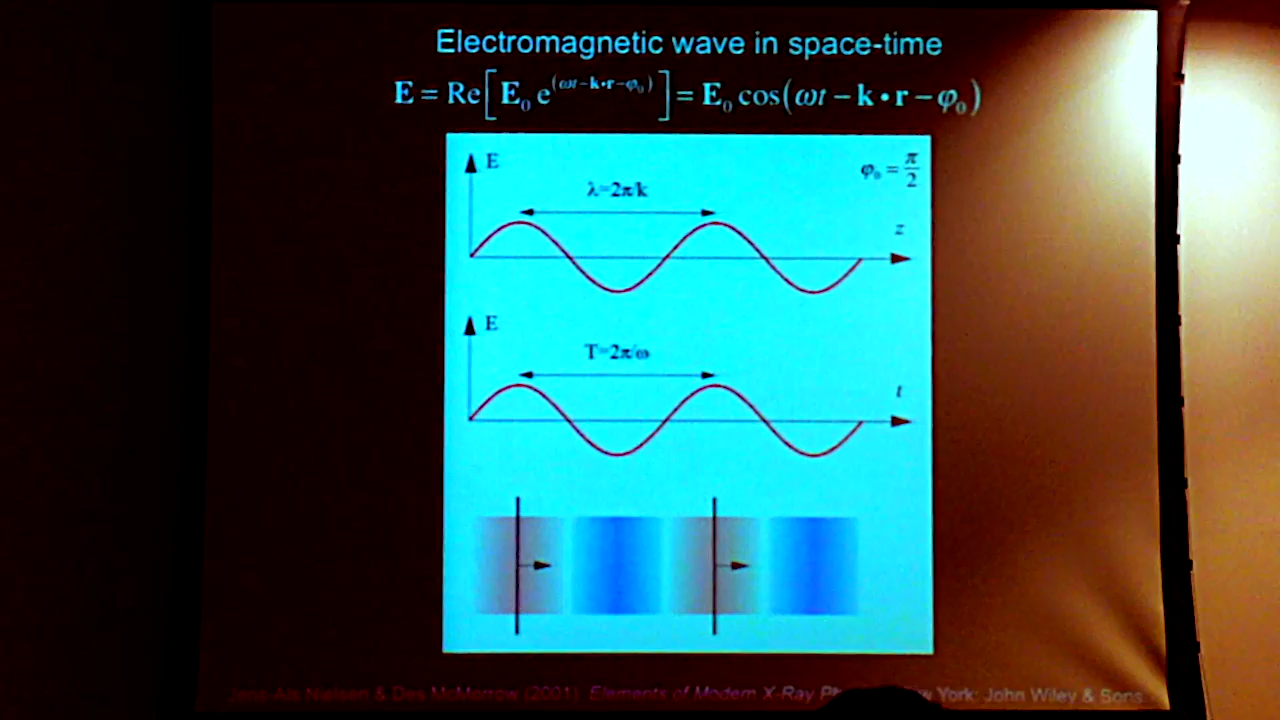 Electromagnetic wave in space-time
E = Re[E₀ e^(ωt−k•r−φ₀)] = E₀ cos(ωt − k • r − φ₀)
E
φ₀ = π/2
λ=2π/k
z
E
T=2π/ω
t
Jens-Als Nielsen & Des McMorrow (2001). Elements of Modern X-Ray York: John Wiley & Sons.